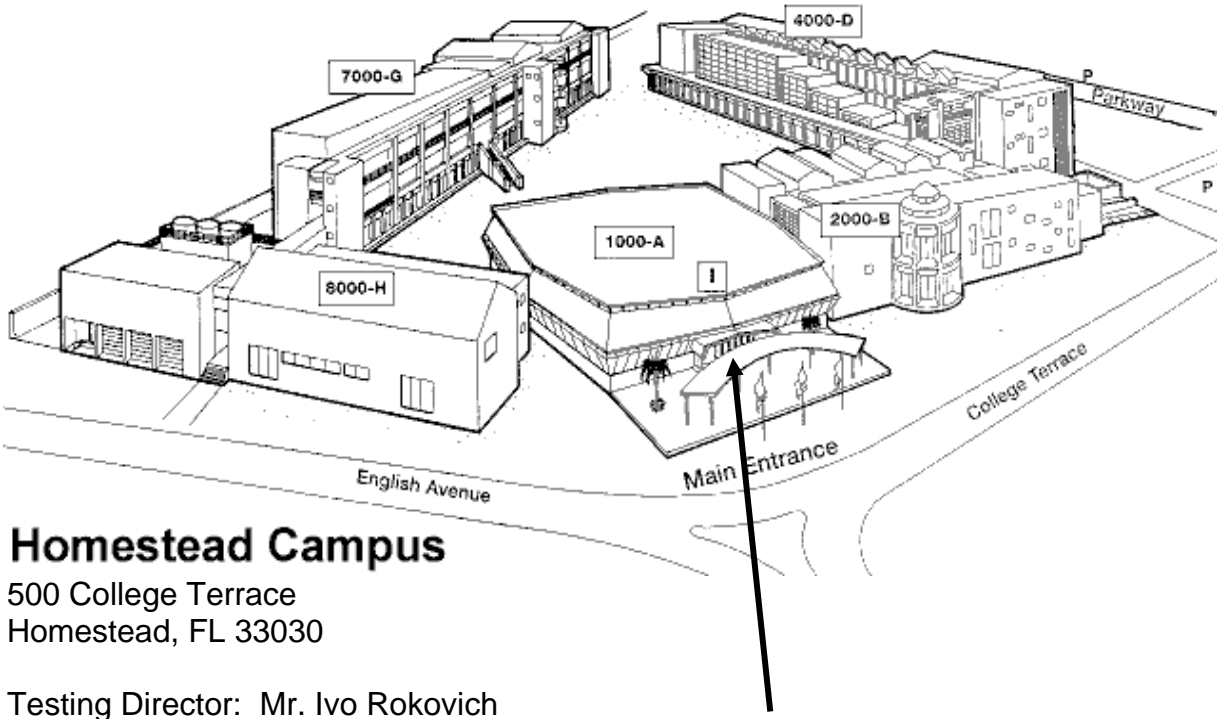 4000-D
7000-G
P
Parkway
P
2000-B
1000-A
I
8000-H
College Terrace
Main Entrance
English Avenue
Homestead Campus
500 College Terrace
Homestead, FL 33030
Testing Director: Mr. Ivo Rokovich